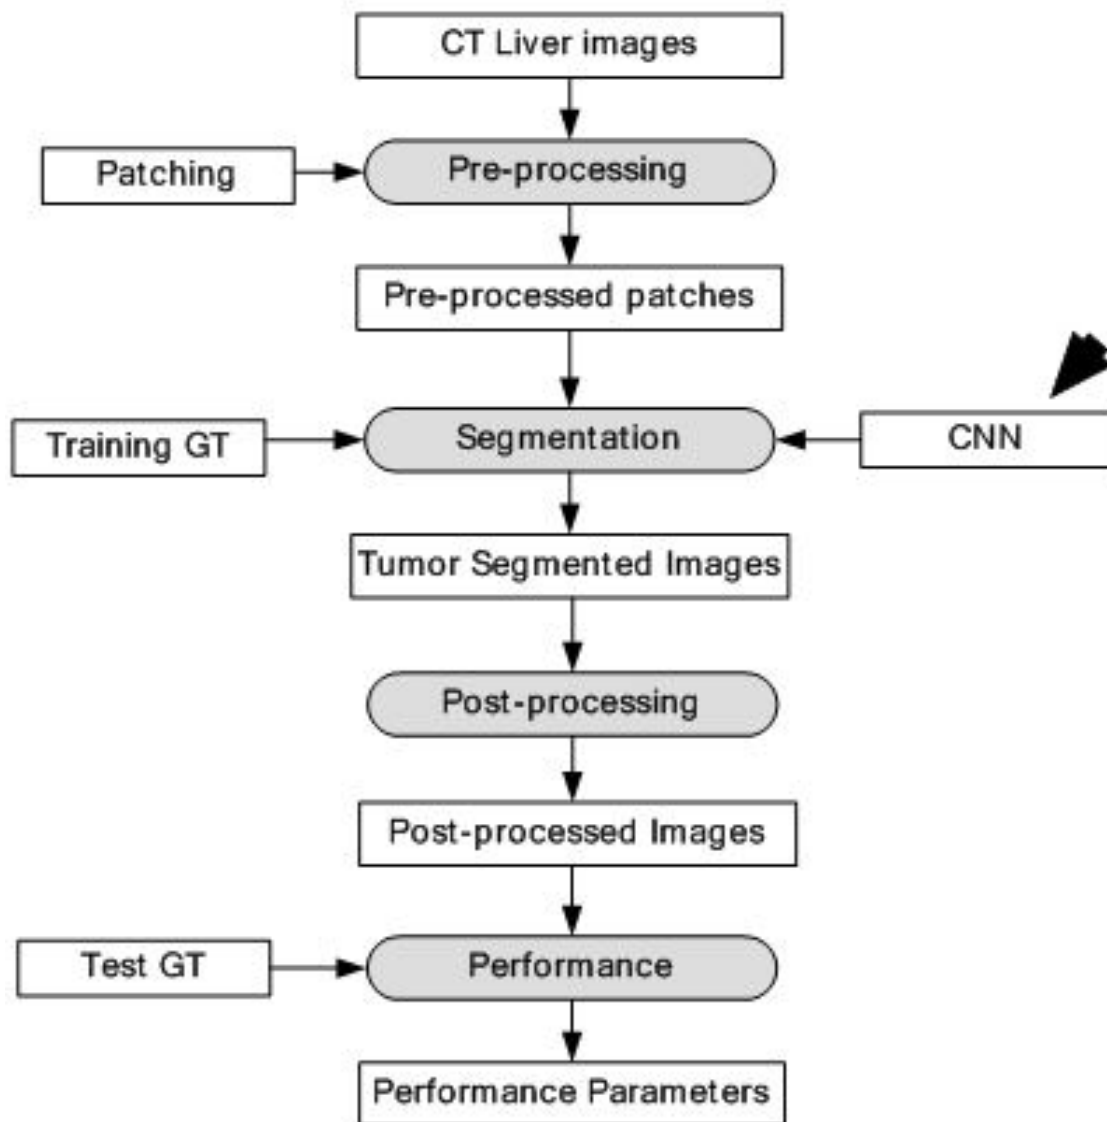 CT Liver images
Patching
Pre-processing
Pre-processed patches
Training GT
Segmentation
CNN
Tumor Segmented Images
Post-processing
Post-processed Images
Test GT
Performance
Performance Parameters